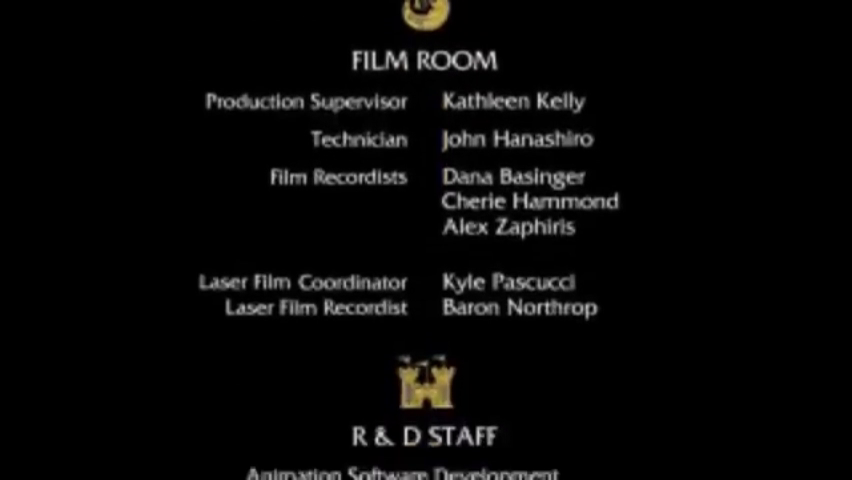 FILM ROOM
Production Supervisor Kathleen Kelly
Technician John Hanashiro
Film Recordists Dana Basinger
Cherie Hammond
Alex Zaphiris
Laser Film Coordinator Kyle Pascucci
Laser Film Recordist Baron Northrop
R & D STAFF
Animation Software Development